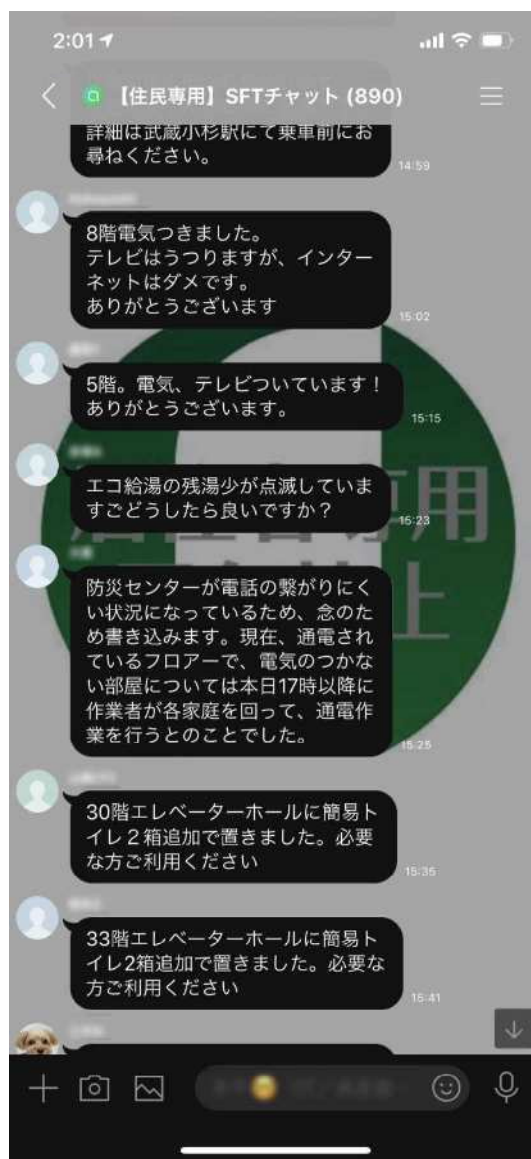 2:01
【住民専用】SFTチャット (890)
詳細は武蔵小杉駅にて乗車前にお
尋ねください。
14:59
8階電気つきました。
テレビはうつりますが、インター
ネットはダメです。
ありがとうございます
15:02
5階。電気、テレビついています！
ありがとうございます。
15:15
エコ給湯の残湯少が点滅していま
すごどうしたら良いですか？
15:23
防災センターが電話の繋がりにく
い状況になっているため、念のた
め書き込みます。現在、通電され
ているフロアーで、電気のつかな
い部屋については本日17時以降に
作業者が各家庭を回って、通電作
業を行うとのことでした。
15:25
30階エレベーターホールに簡易ト
イレ２箱追加で置きました。必要
な方ご利用ください
15:35
33階エレベーターホールに簡易ト
イレ2箱追加で置きました。必要な
方ご利用ください
15:41